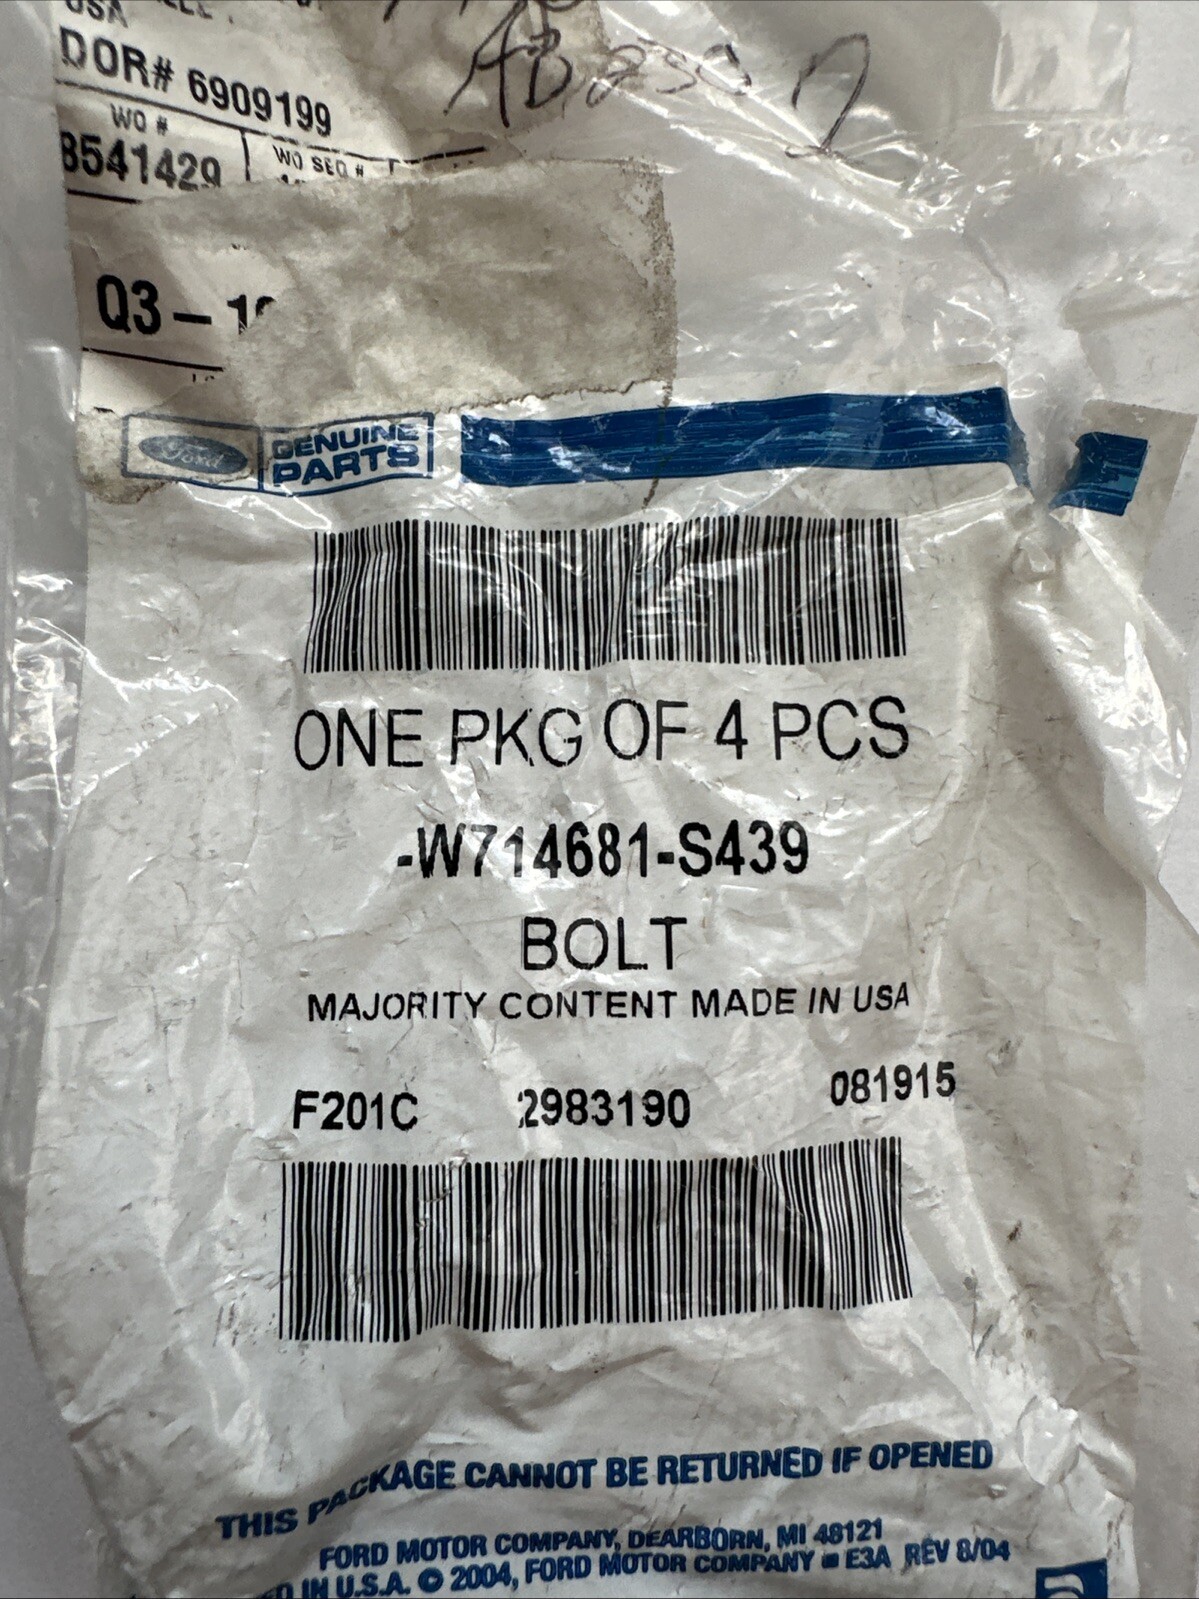 USA
DOR# 6909199
WO #
8541429
WO SEQ #
Q3-
Ford
GENUINE
PARTS
ONE PKG OF 4 PCS
-W714681-S439
BOLT
MAJORITY CONTENT MADE IN USA
F201C 2983190 081915
THIS PACKAGE CANNOT BE RETURNED IF OPENED
FORD MOTOR COMPANY, DEARBORN, MI 48121
IN U.S.A. © 2004, FORD MOTOR COMPANY E3A REV 8/04